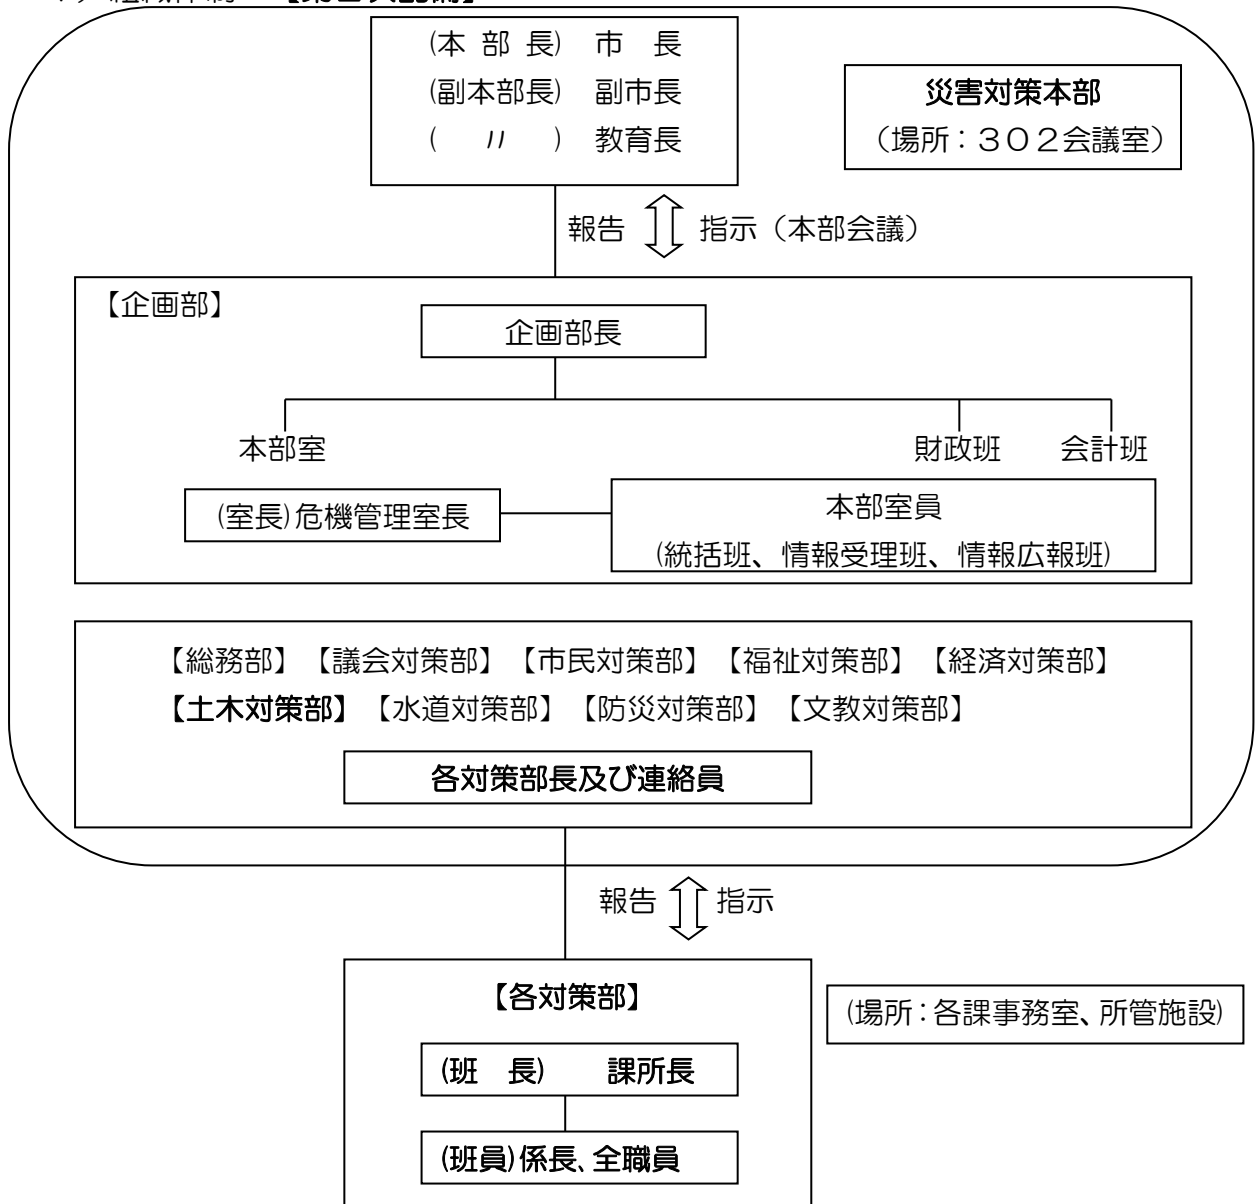 (本 部 長) 市　長
(副本部長) 副市長
(　〃　) 教育長
災害対策本部
(場所：３０２会議室)
報告 指示（本部会議）
【企画部】
企画部長
本部室 財政班 会計班
(室長)危機管理室長
本部室員
(統括班、情報受理班、情報広報班)
【総務部】【議会対策部】【市民対策部】【福祉対策部】【経済対策部】
【土木対策部】【水道対策部】【防災対策部】【文教対策部】
各対策部長及び連絡員
報告 指示
【各対策部】
(場所：各課事務室、所管施設)
(班　長)　課所長
(班員)係長、全職員